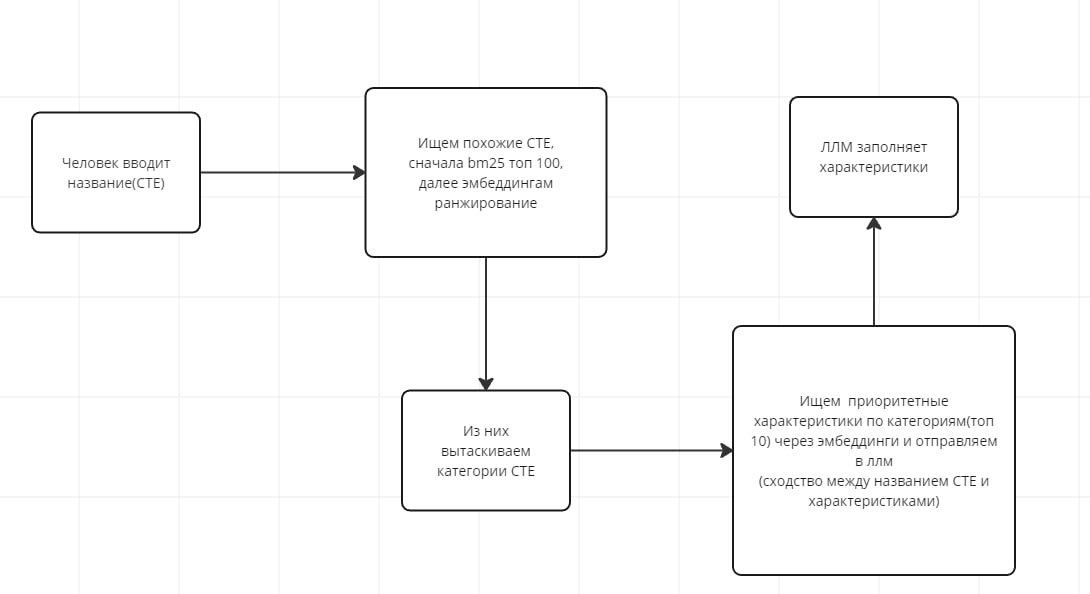 Человек вводит
название(СТЕ)
Ищем похожие СТЕ,
сначала bm25 топ 100,
далее эмбеддингам
ранжирование
Из них
вытаскиваем
категории СТЕ
Ищем  приоритетные
характеристики по категориям(топ
10) через эмбеддинги и отправляем
в ллм
(сходство между названием СТЕ и
характеристиками)
ЛЛМ заполняет
характеристики